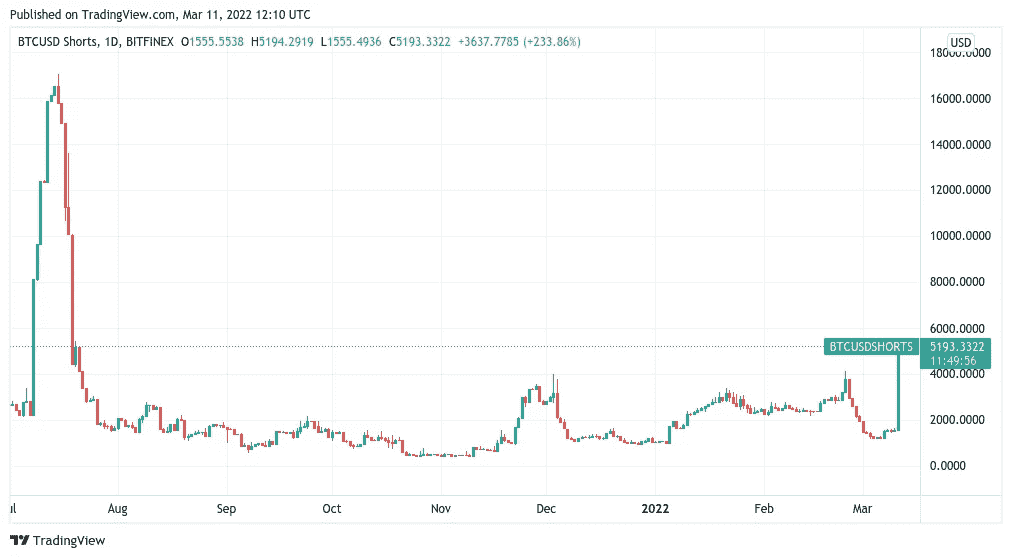 Published on TradingView.com, Mar 11, 2022 12:10 UTC
BTCUSD Shorts, 1D, BITFINEX O1555.5538 H5194.2919 L1555.4936 C5193.3322 +3637.7785 (+233.86%)
USD
18000.0000
16000.0000
14000.0000
12000.0000
10000.0000
8000.0000
6000.0000
BTCUSDSHORTS 5193.3322
11:49:56
4000.0000
2000.0000
0.0000
ul Aug Sep Oct Nov Dec 2022 Feb Mar
TradingView